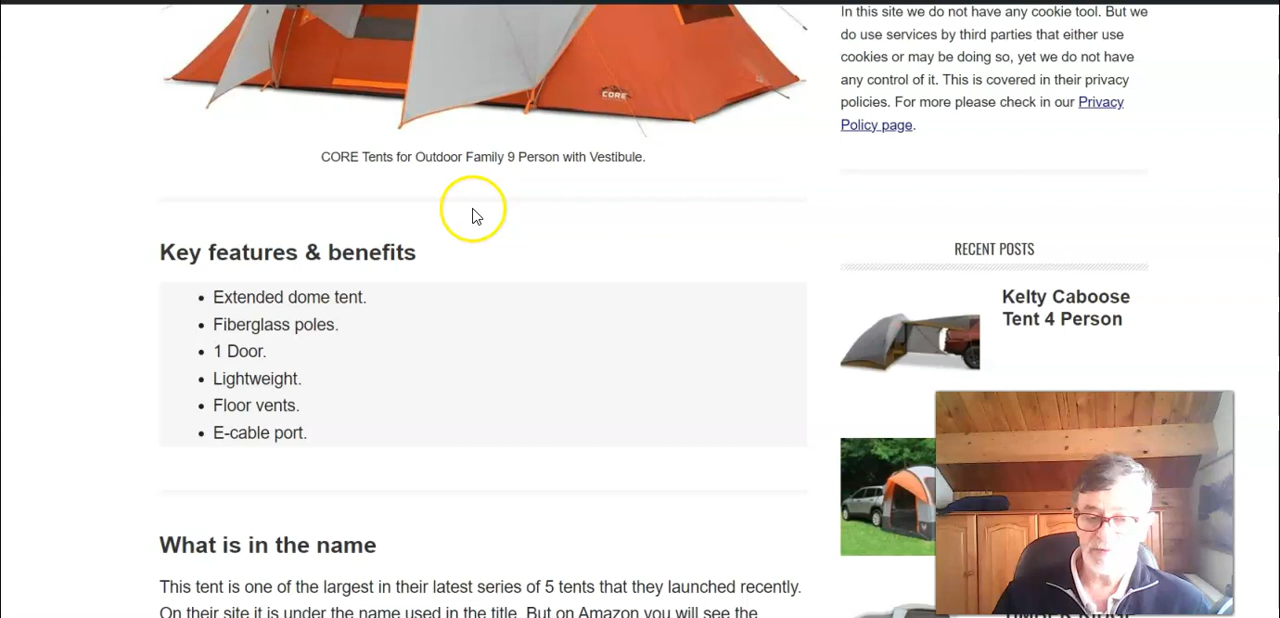 CORE
CORE Tents for Outdoor Family 9 Person with Vestibule.
Key features & benefits
Extended dome tent.
Fiberglass poles.
1 Door.
Lightweight.
Floor vents.
E-cable port.
What is in the name
This tent is one of the largest in their latest series of 5 tents that they launched recently.
On their site it is under the name used in the title. But on Amazon you will see the
In this site we do not have any cookie tool. But we
do use services by third parties that either use
cookies or may be doing so, yet we do not have
any control of it. This is covered in their privacy
policies. For more please check in our Privacy
Policy page.
RECENT POSTS
Kelty Caboose
Tent 4 Person